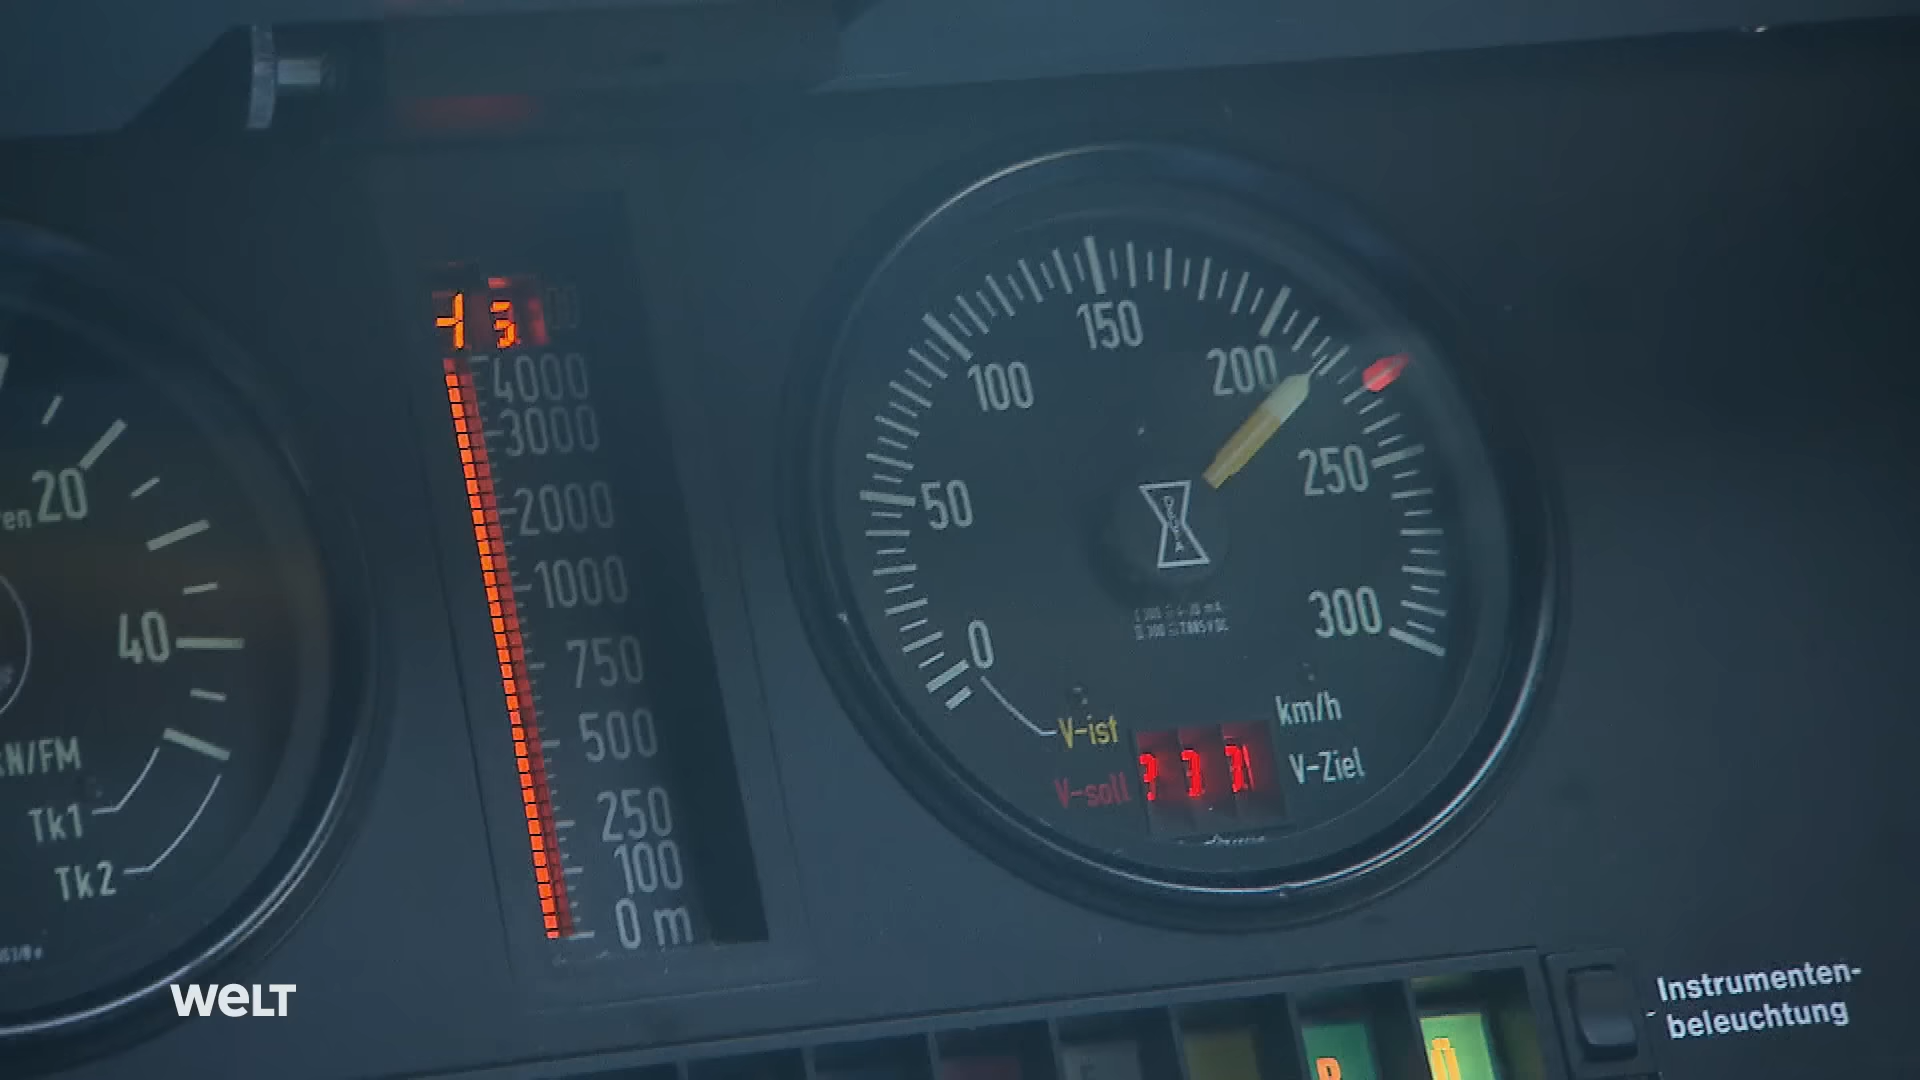 4000
3000
2000
1000
750
500
250
100
0 m
20
40
Tk1
Tk2
0
50
100
150
200
250
300
km/h
V-ist
V-soll
V-Ziel
Instrumenten-
beleuchtung
WELT